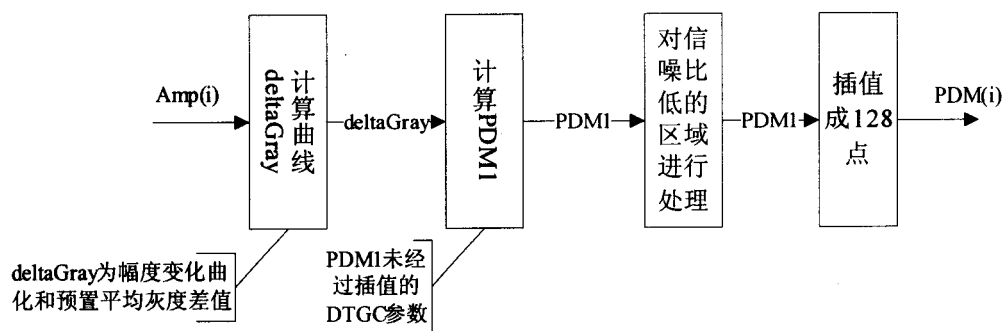 Amp(i)
计算曲线
deltaGray
deltaGray
计算PDM1
PDM1
对信
噪比
低的
区域
进行
处理
PDM1
插值
成128
点
PDM(i)
deltaGray为幅度变化曲
化和预置平均灰度差值
PDM1未经
过插值的
DTGC参数